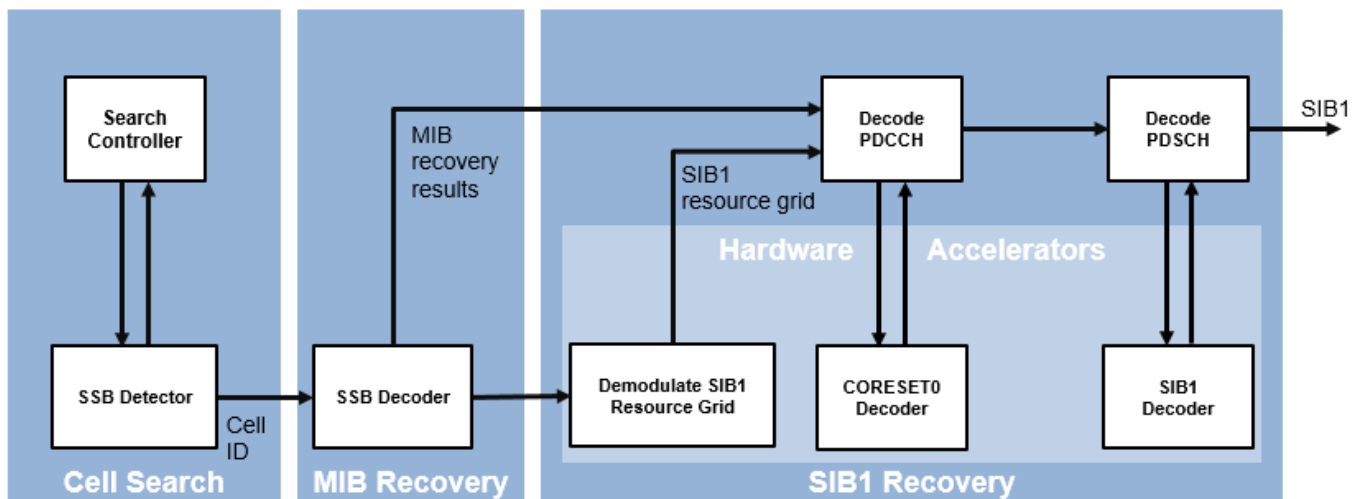 Search
Controller
SSB Detector
Cell
ID
Cell Search
MIB
recovery
results
SSB Decoder
MIB Recovery
Decode
PDCCH
Decode
PDSCH
SIB1
SIB1
resource grid
Hardware Accelerators
Demodulate SIB1
Resource Grid
CORESET0
Decoder
SIB1
Decoder
SIB1 Recovery